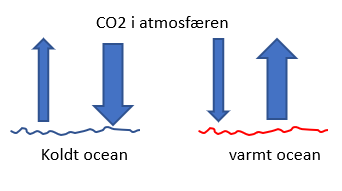 CO2 i atmosfæren
Koldt ocean
varmt ocean